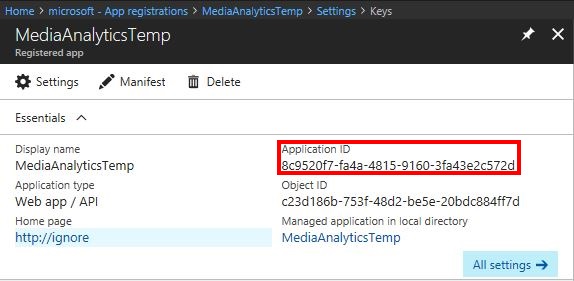 Home > microsoft - App registrations > MediaAnalyticsTemp > Settings > Keys
MediaAnalyticsTemp
Registered app
Settings Manifest Delete
Essentials
Display name
MediaAnalyticsTemp
Application ID
8c9520f7-fa4a-4815-9160-3fa43e2c572d
Application type
Web app / API
Object ID
c23d186b-753f-48d2-be5e-20bdc884ff7d
Home page
http://ignore
Managed application in local directory
MediaAnalyticsTemp
All settings →